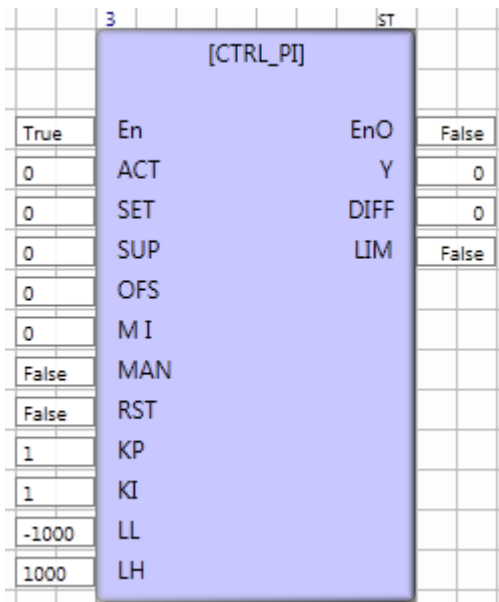 3 ST
[CTRL_PI]
True En EnO False
0 ACT Y 0
0 SET DIFF 0
0 SUP LIM False
0 OFS
0 M I
False MAN
False RST
1 KP
1 KI
-1000 LL
1000 LH